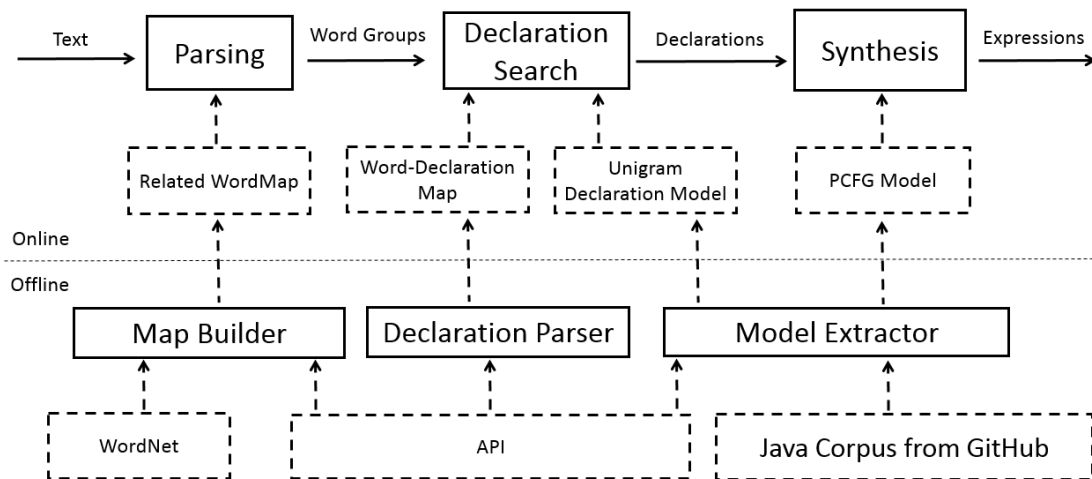 Text
Parsing
Word Groups
Declaration
Search
Declarations
Synthesis
Expressions
Related WordMap
Word-Declaration
Map
Unigram
Declaration Model
PCFG Model
Online
Offline
Map Builder
Declaration Parser
Model Extractor
WordNet
API
Java Corpus from GitHub